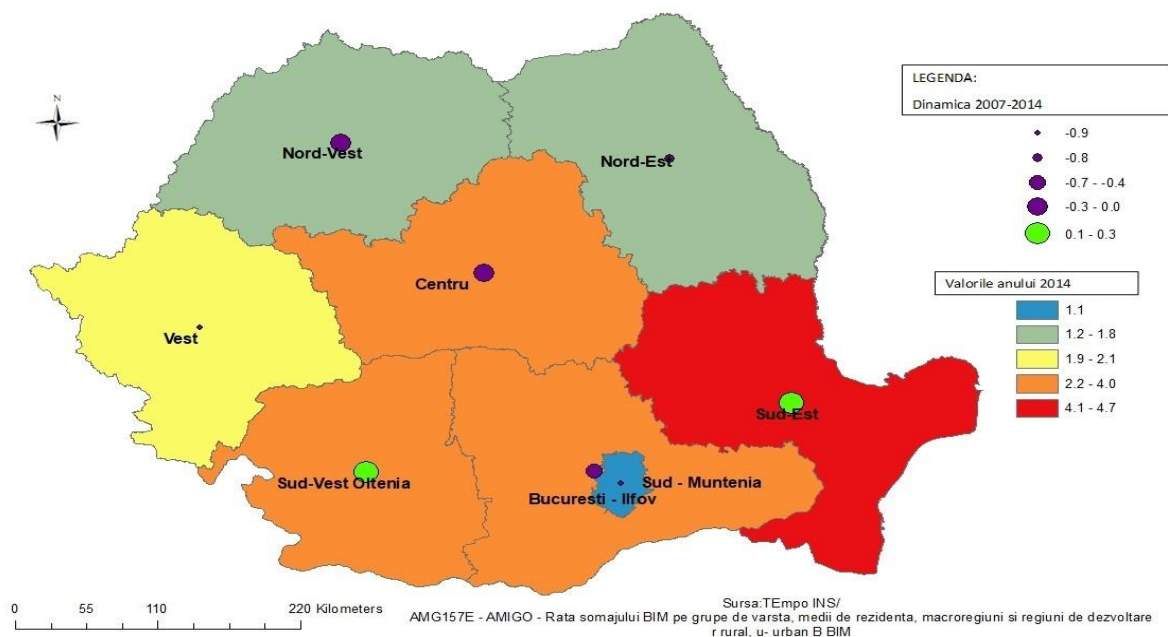 N
LEGENDA:
Dinamica 2007-2014
-0.9
-0.8
-0.7 - -0.4
-0.3 - 0.0
0.1 - 0.3
Valorile anului 2014
1.1
1.2 - 1.8
1.9 - 2.1
2.2 - 4.0
4.1 - 4.7
Nord-Vest
Nord-Est
Centru
Vest
Sud-Est
Sud-Vest Oltenia
Sud - Muntenia
Bucuresti - Ilfov
0 55 110 220 Kilometers
Sursa:TEmpo INS/
AMG157E - AMIGO - Rata somajului BIM pe grupe de varsta, medii de rezidenta, macroregiuni si regiuni de dezvoltare
r rural, u- urban B BIM